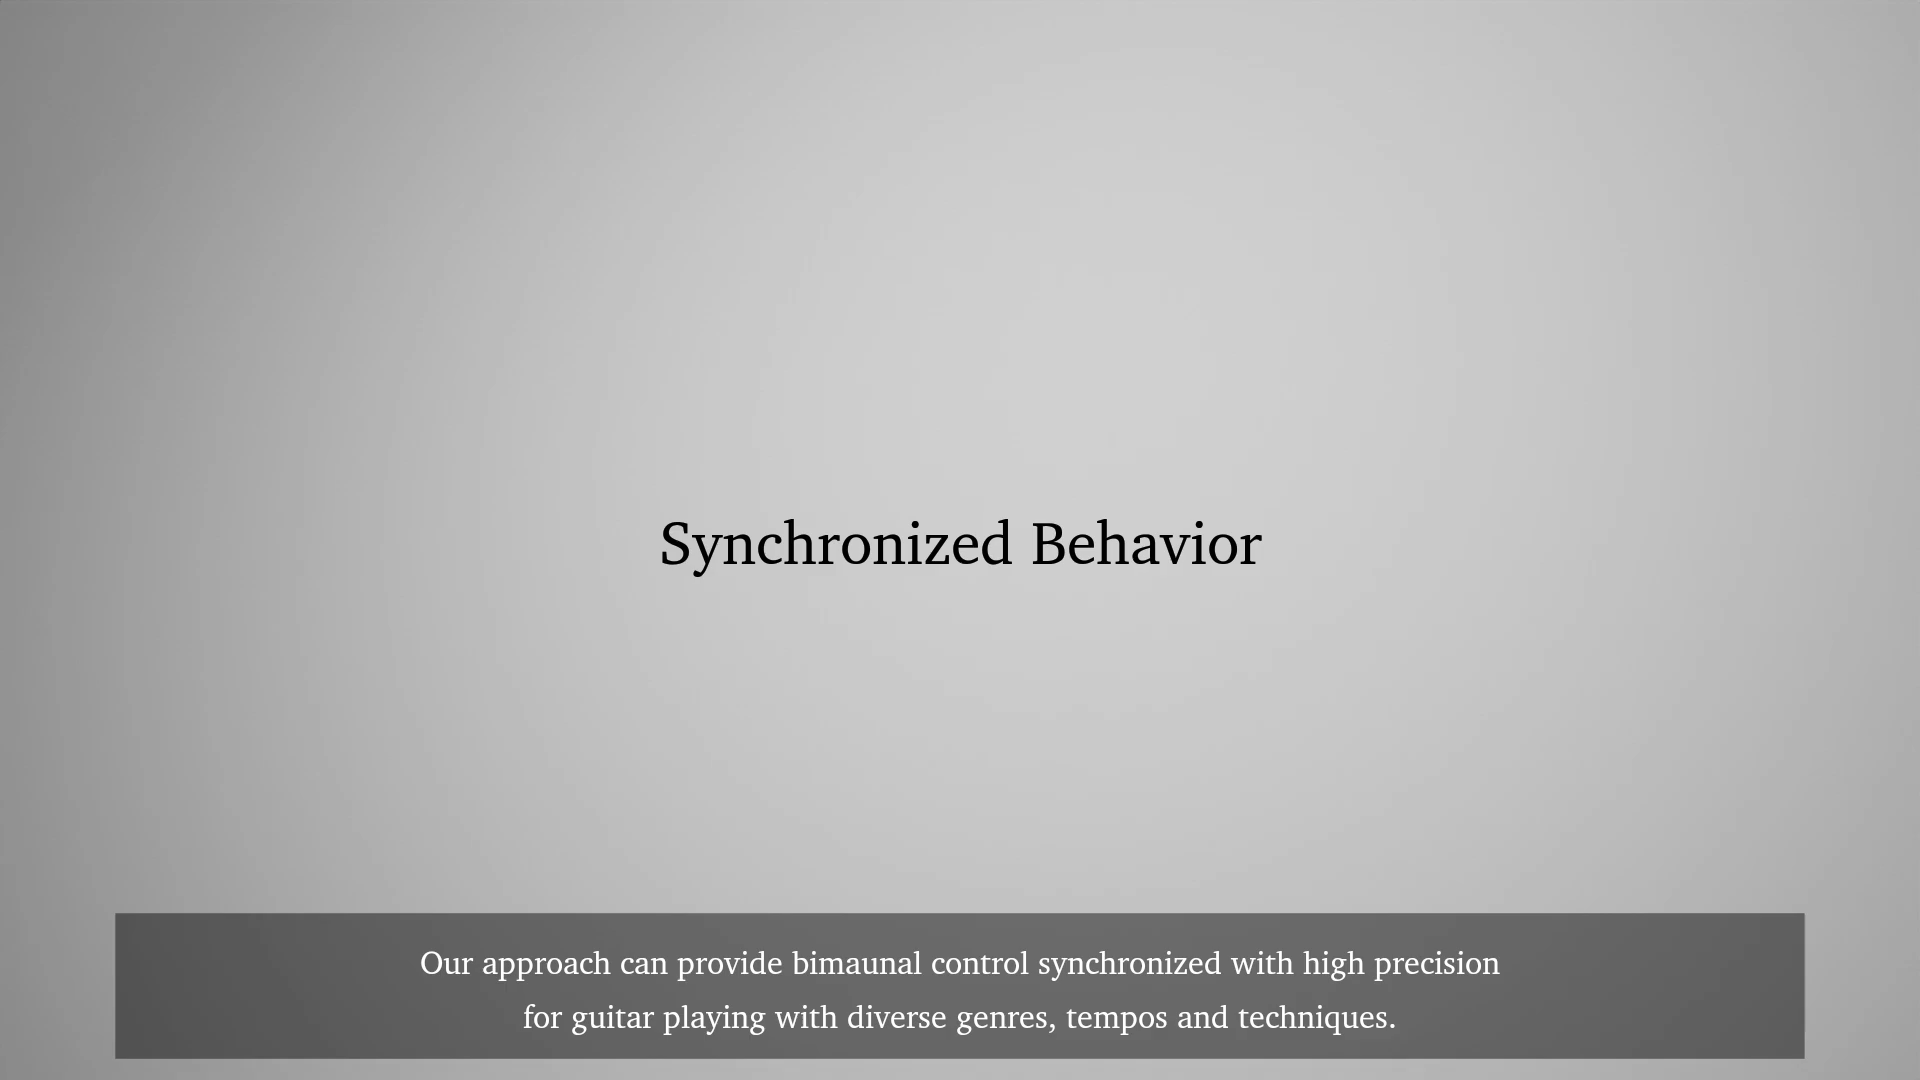 Synchronized Behavior
Our approach can provide bimaunal control synchronized with high precision
for guitar playing with diverse genres, tempos and techniques.